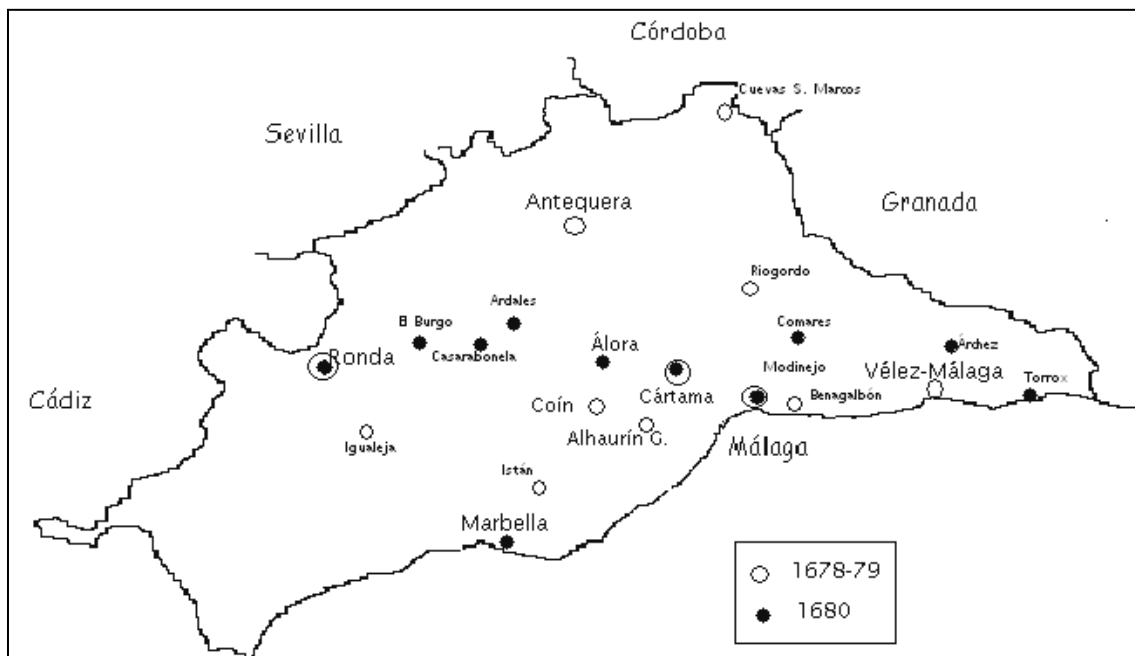 Córdoba
Cuevas S. Marcos
Sevilla
Antequera
Granada
Riogordo
Ardales
El Burgo
Comares
Casarabonela
Álora
Árchez
Ronda
Modinejo
Vélez-Málaga
Torrox
Cádiz
Coín
Cártama
Benagalbón
Igualeja
Alhaurín G.
Málaga
Istán
Marbella
1678-79
1680